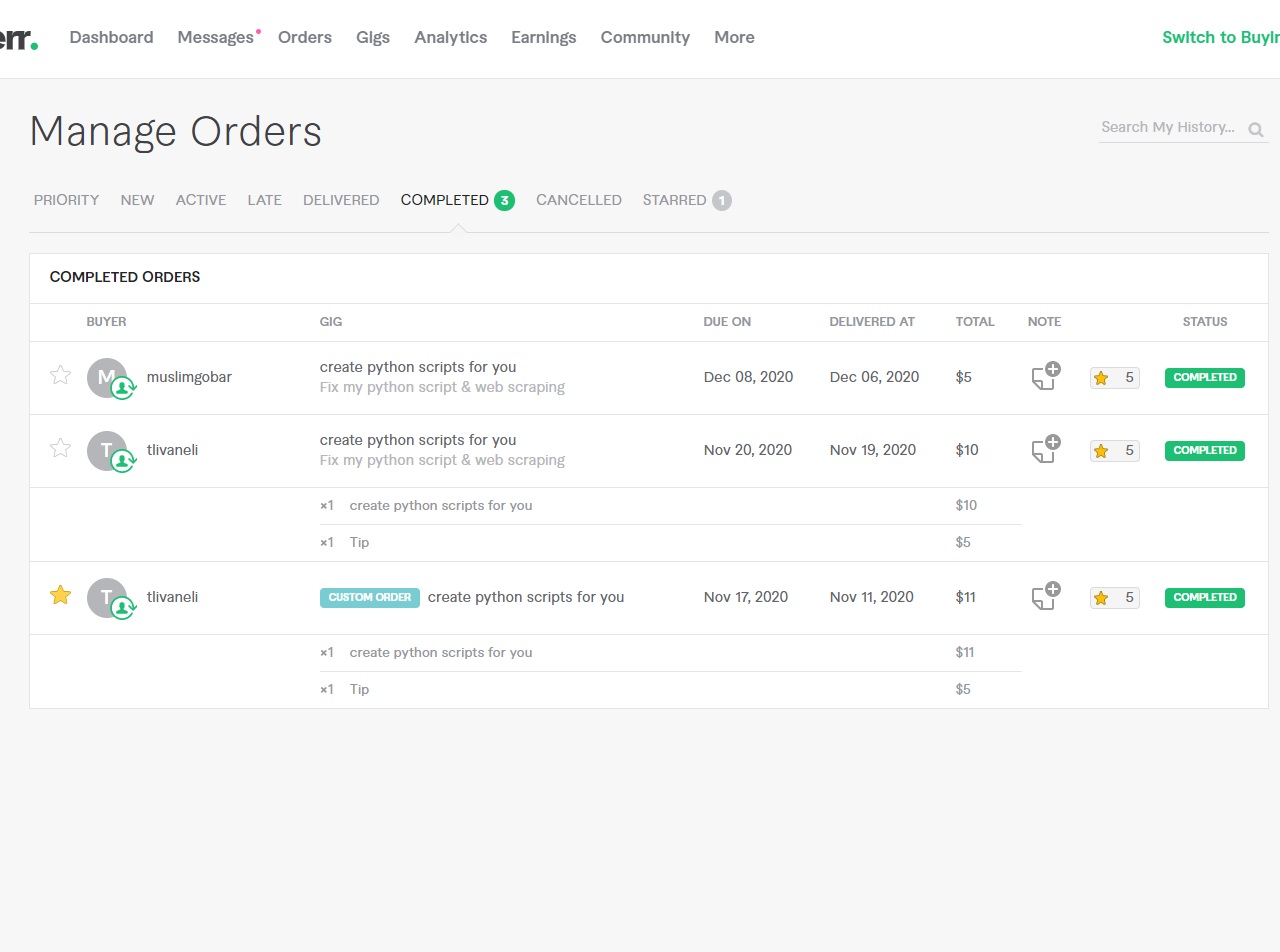 err. Dashboard Messages Orders Gigs Analytics Earnings Community More Switch to Buyin
Manage Orders
Search My History...
PRIORITY NEW ACTIVE LATE DELIVERED COMPLETED 3 CANCELLED STARRED 1
COMPLETED ORDERS
BUYER GIG DUE ON DELIVERED AT TOTAL NOTE STATUS
M muslimgobar create python scripts for you Dec 08, 2020 Dec 06, 2020 $5 5 COMPLETED
Fix my python script & web scraping
T tlivaneli create python scripts for you Nov 20, 2020 Nov 19, 2020 $10 5 COMPLETED
Fix my python script & web scraping
×1 create python scripts for you $10
×1 Tip $5
T tlivaneli CUSTOM ORDER create python scripts for you Nov 17, 2020 Nov 11, 2020 $11 5 COMPLETED
×1 create python scripts for you $11
×1 Tip $5